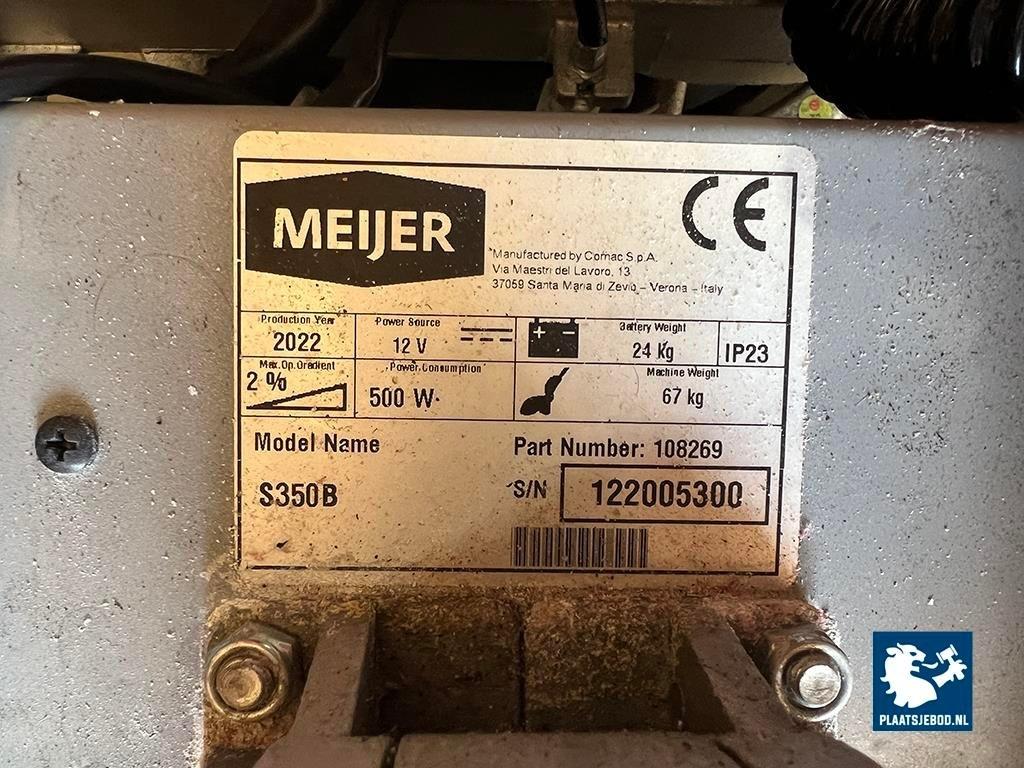 MEIJER
CE
Manufactured by Comac S.p.A.
Via Maestri del Lavoro, 13
37059 Santa Maria di Zevio – Verona – Italy
Production Year
2022
Power Source
12 V
+ -
Battery Weight
24 Kg
IP23
Max.Op.Gradient
2 %
Power Consumption
500 W
Machine Weight
67 kg
Model Name
Part Number: 108269
S350B
S/N 122005300
PLAATSJEBOD.NL